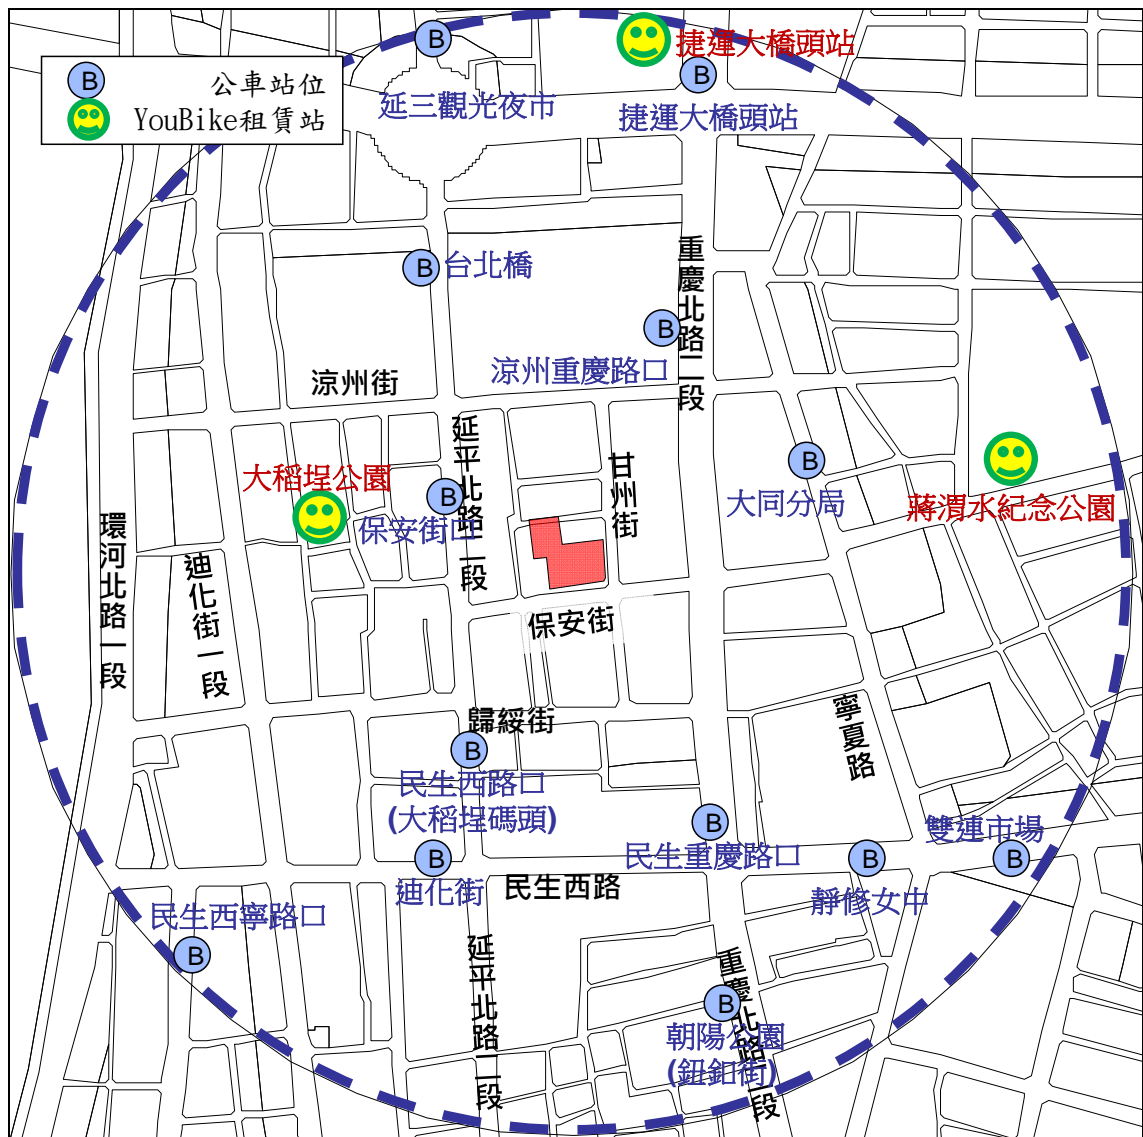 捷運大橋頭站
B
B
公車站位
YouBike租賃站
延三觀光夜市
B
B
捷運大橋頭站
B
台北橋
重慶北路二段
B
涼州重慶路口
涼州街
延平北路二段
甘州街
大稻埕公園
B
保安街口
B
大同分局
蔣渭水紀念公園
環河北路一段
迪化街一段
保安街
歸綏街
寧夏路
B
民生西路口
(大稻埕碼頭)
B
民生重慶路口
雙連市場
B
B
迪化街
民生西路
B
靜修女中
民生西寧路口
B
延平北路二段
重慶北路二段
B
朝陽公園
(鈕釦街)